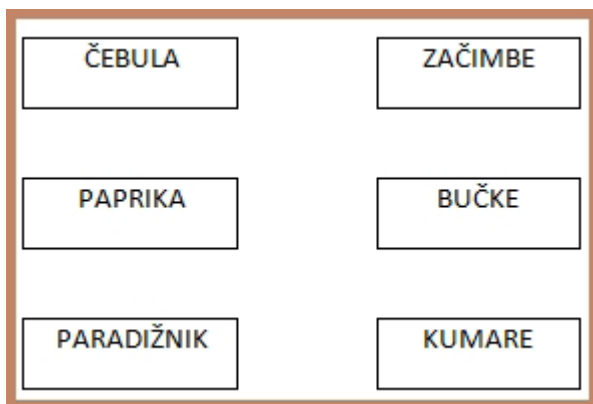 ČEBULA
ZAČIMBE
PAPRIKA
BUČKE
PARADIŽNIK
KUMARE